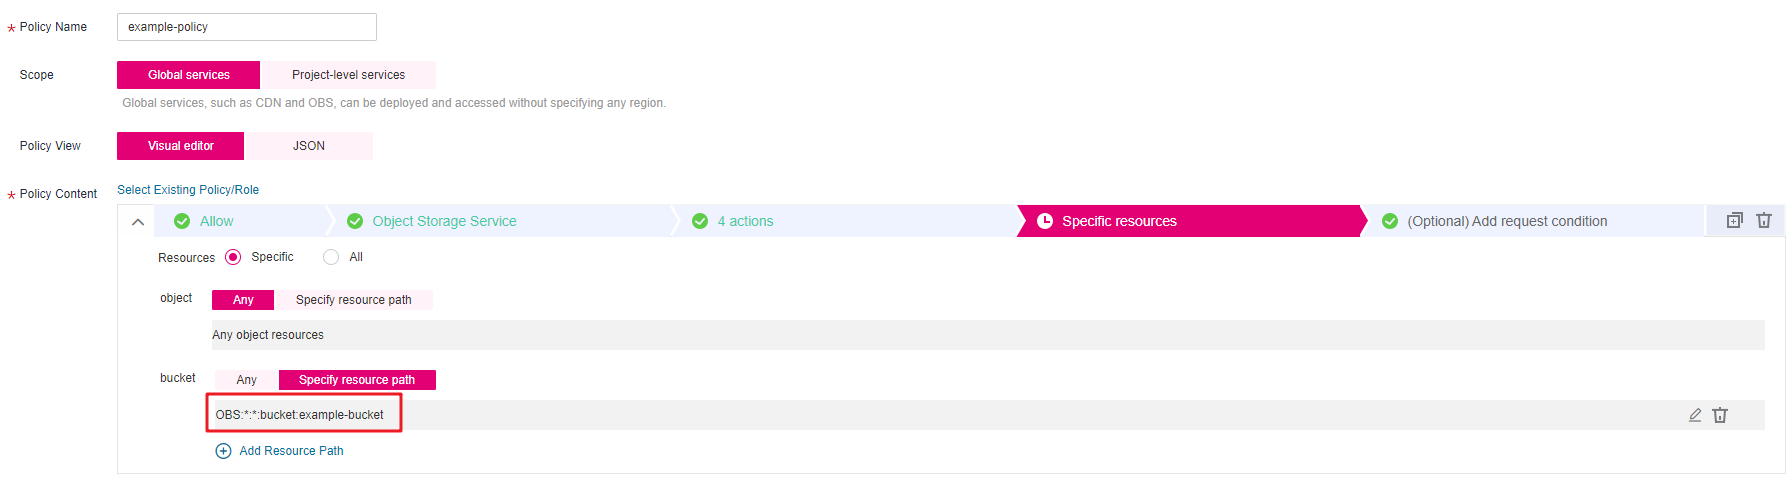 * Policy Name example-policy
Scope Global services Project-level services
Global services, such as CDN and OBS, can be deployed and accessed without specifying any region.
Policy View Visual editor JSON
* Policy Content Select Existing Policy/Role
Allow Object Storage Service 4 actions Specific resources (Optional) Add request condition
Resources Specific All
object Any Specify resource path
Any object resources
bucket Any Specify resource path
OBS:*:*:bucket:example-bucket
Add Resource Path